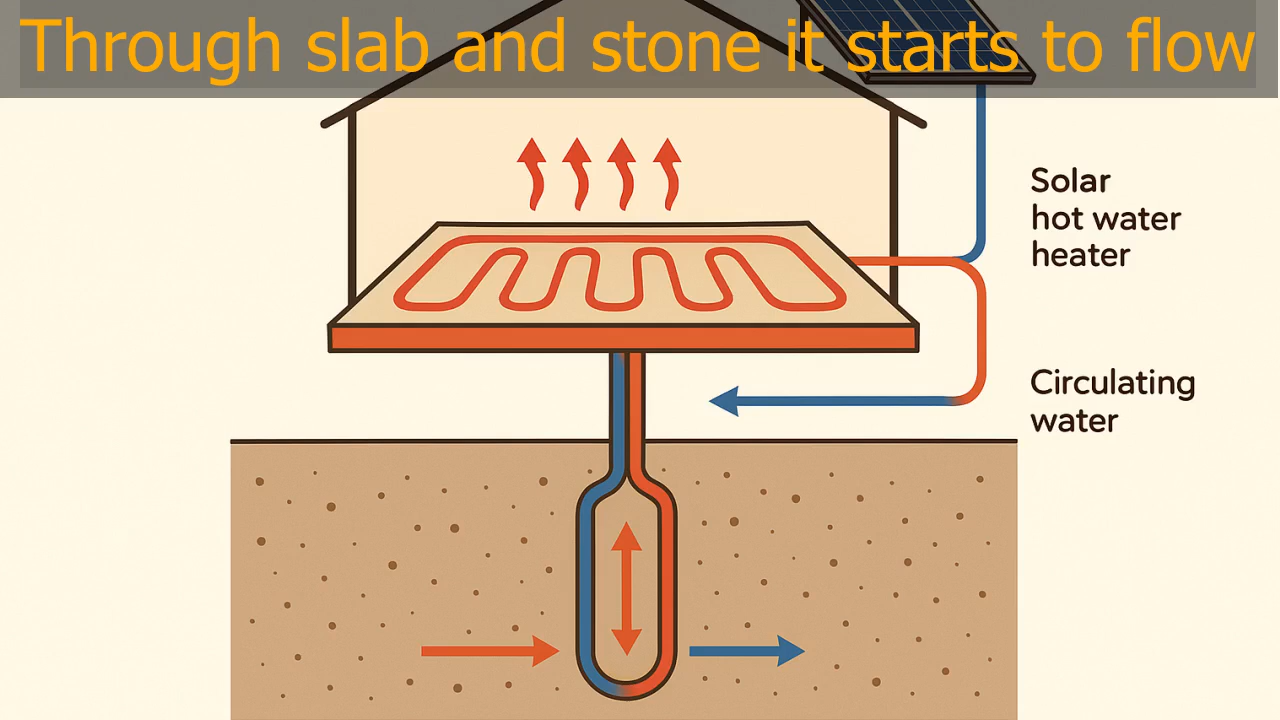 Through slab and stone it starts to flow
Solar
hot water
heater
Circulating
water